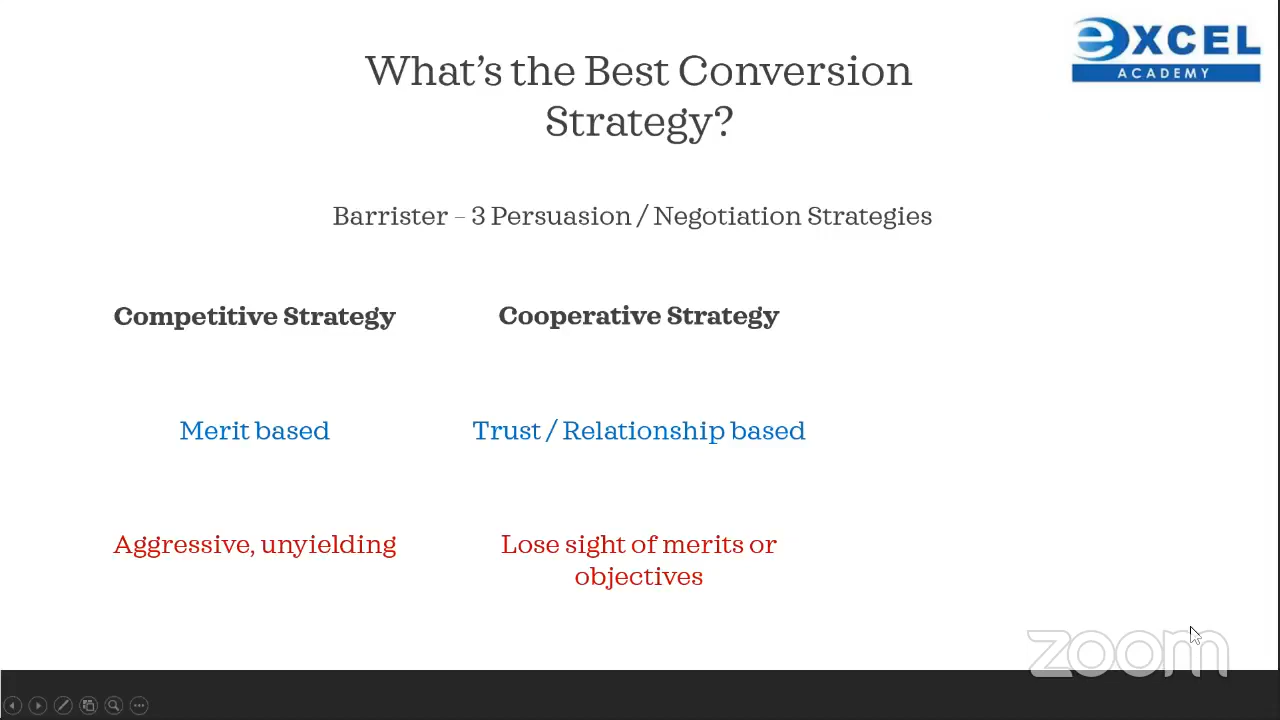 eXCEL
ACADEMY
What's the Best Conversion
Strategy?
Barrister – 3 Persuasion / Negotiation Strategies
Competitive Strategy
Cooperative Strategy
Merit based
Trust / Relationship based
Aggressive, unyielding
Lose sight of merits or
objectives
zoom